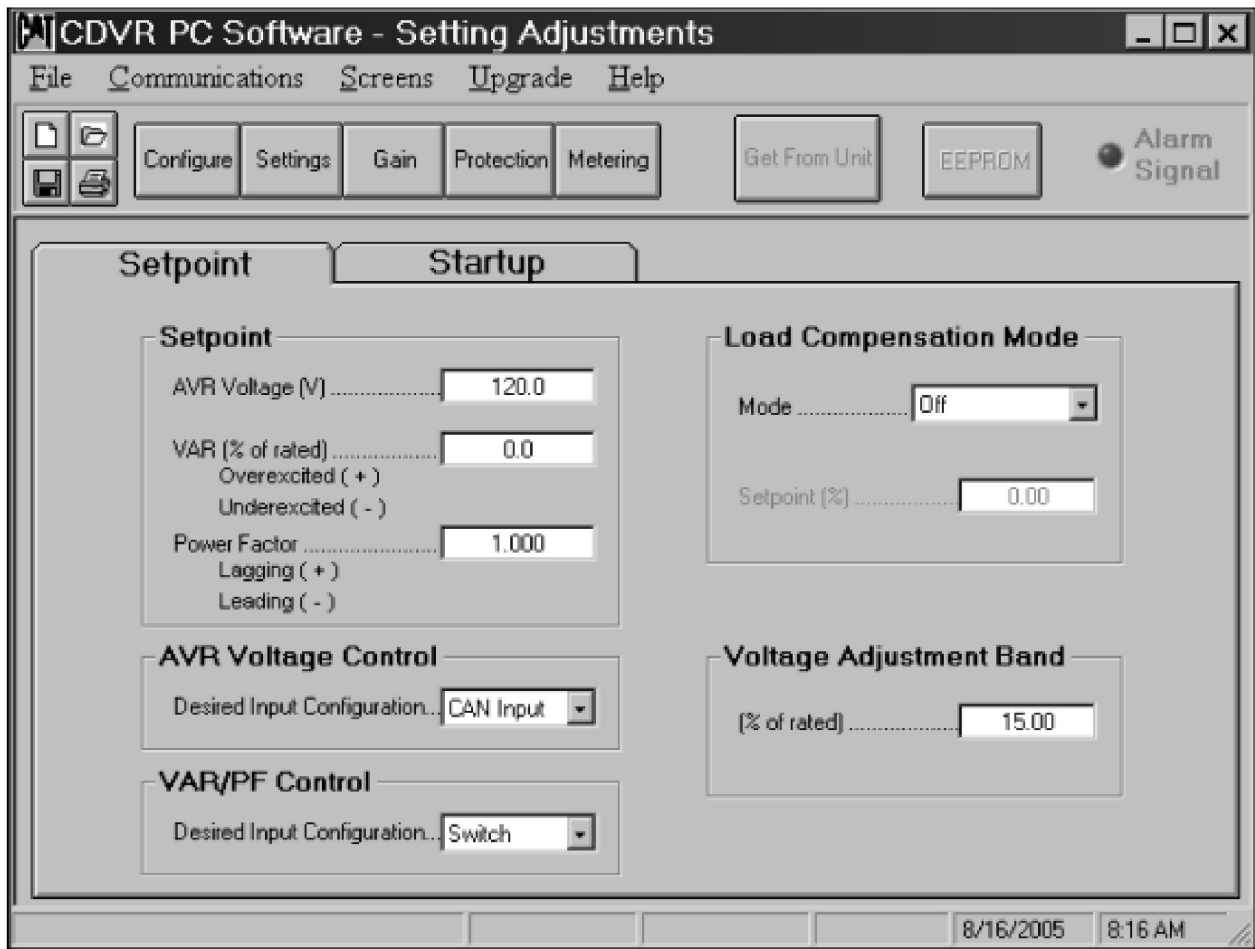 CAT CDVR PC Software - Setting Adjustments
File Communications Screens Upgrade Help
Configure Settings Gain Protection Metering Get From Unit EEPROM Alarm Signal
Setpoint Startup
Setpoint
AVR Voltage (V) .................... 120.0
VAR (% of rated) ................... 0.0
Overexcited ( + )
Underexcited ( - )
Power Factor ........................ 1.000
Lagging ( + )
Leading ( - )
Load Compensation Mode
Mode ................... Off
Setpoint (%) .................. 0.00
AVR Voltage Control
Desired Input Configuration... CAN Input
Voltage Adjustment Band
(% of rated) ................... 15.00
VAR/PF Control
Desired Input Configuration... Switch
8/16/2005 8:16 AM